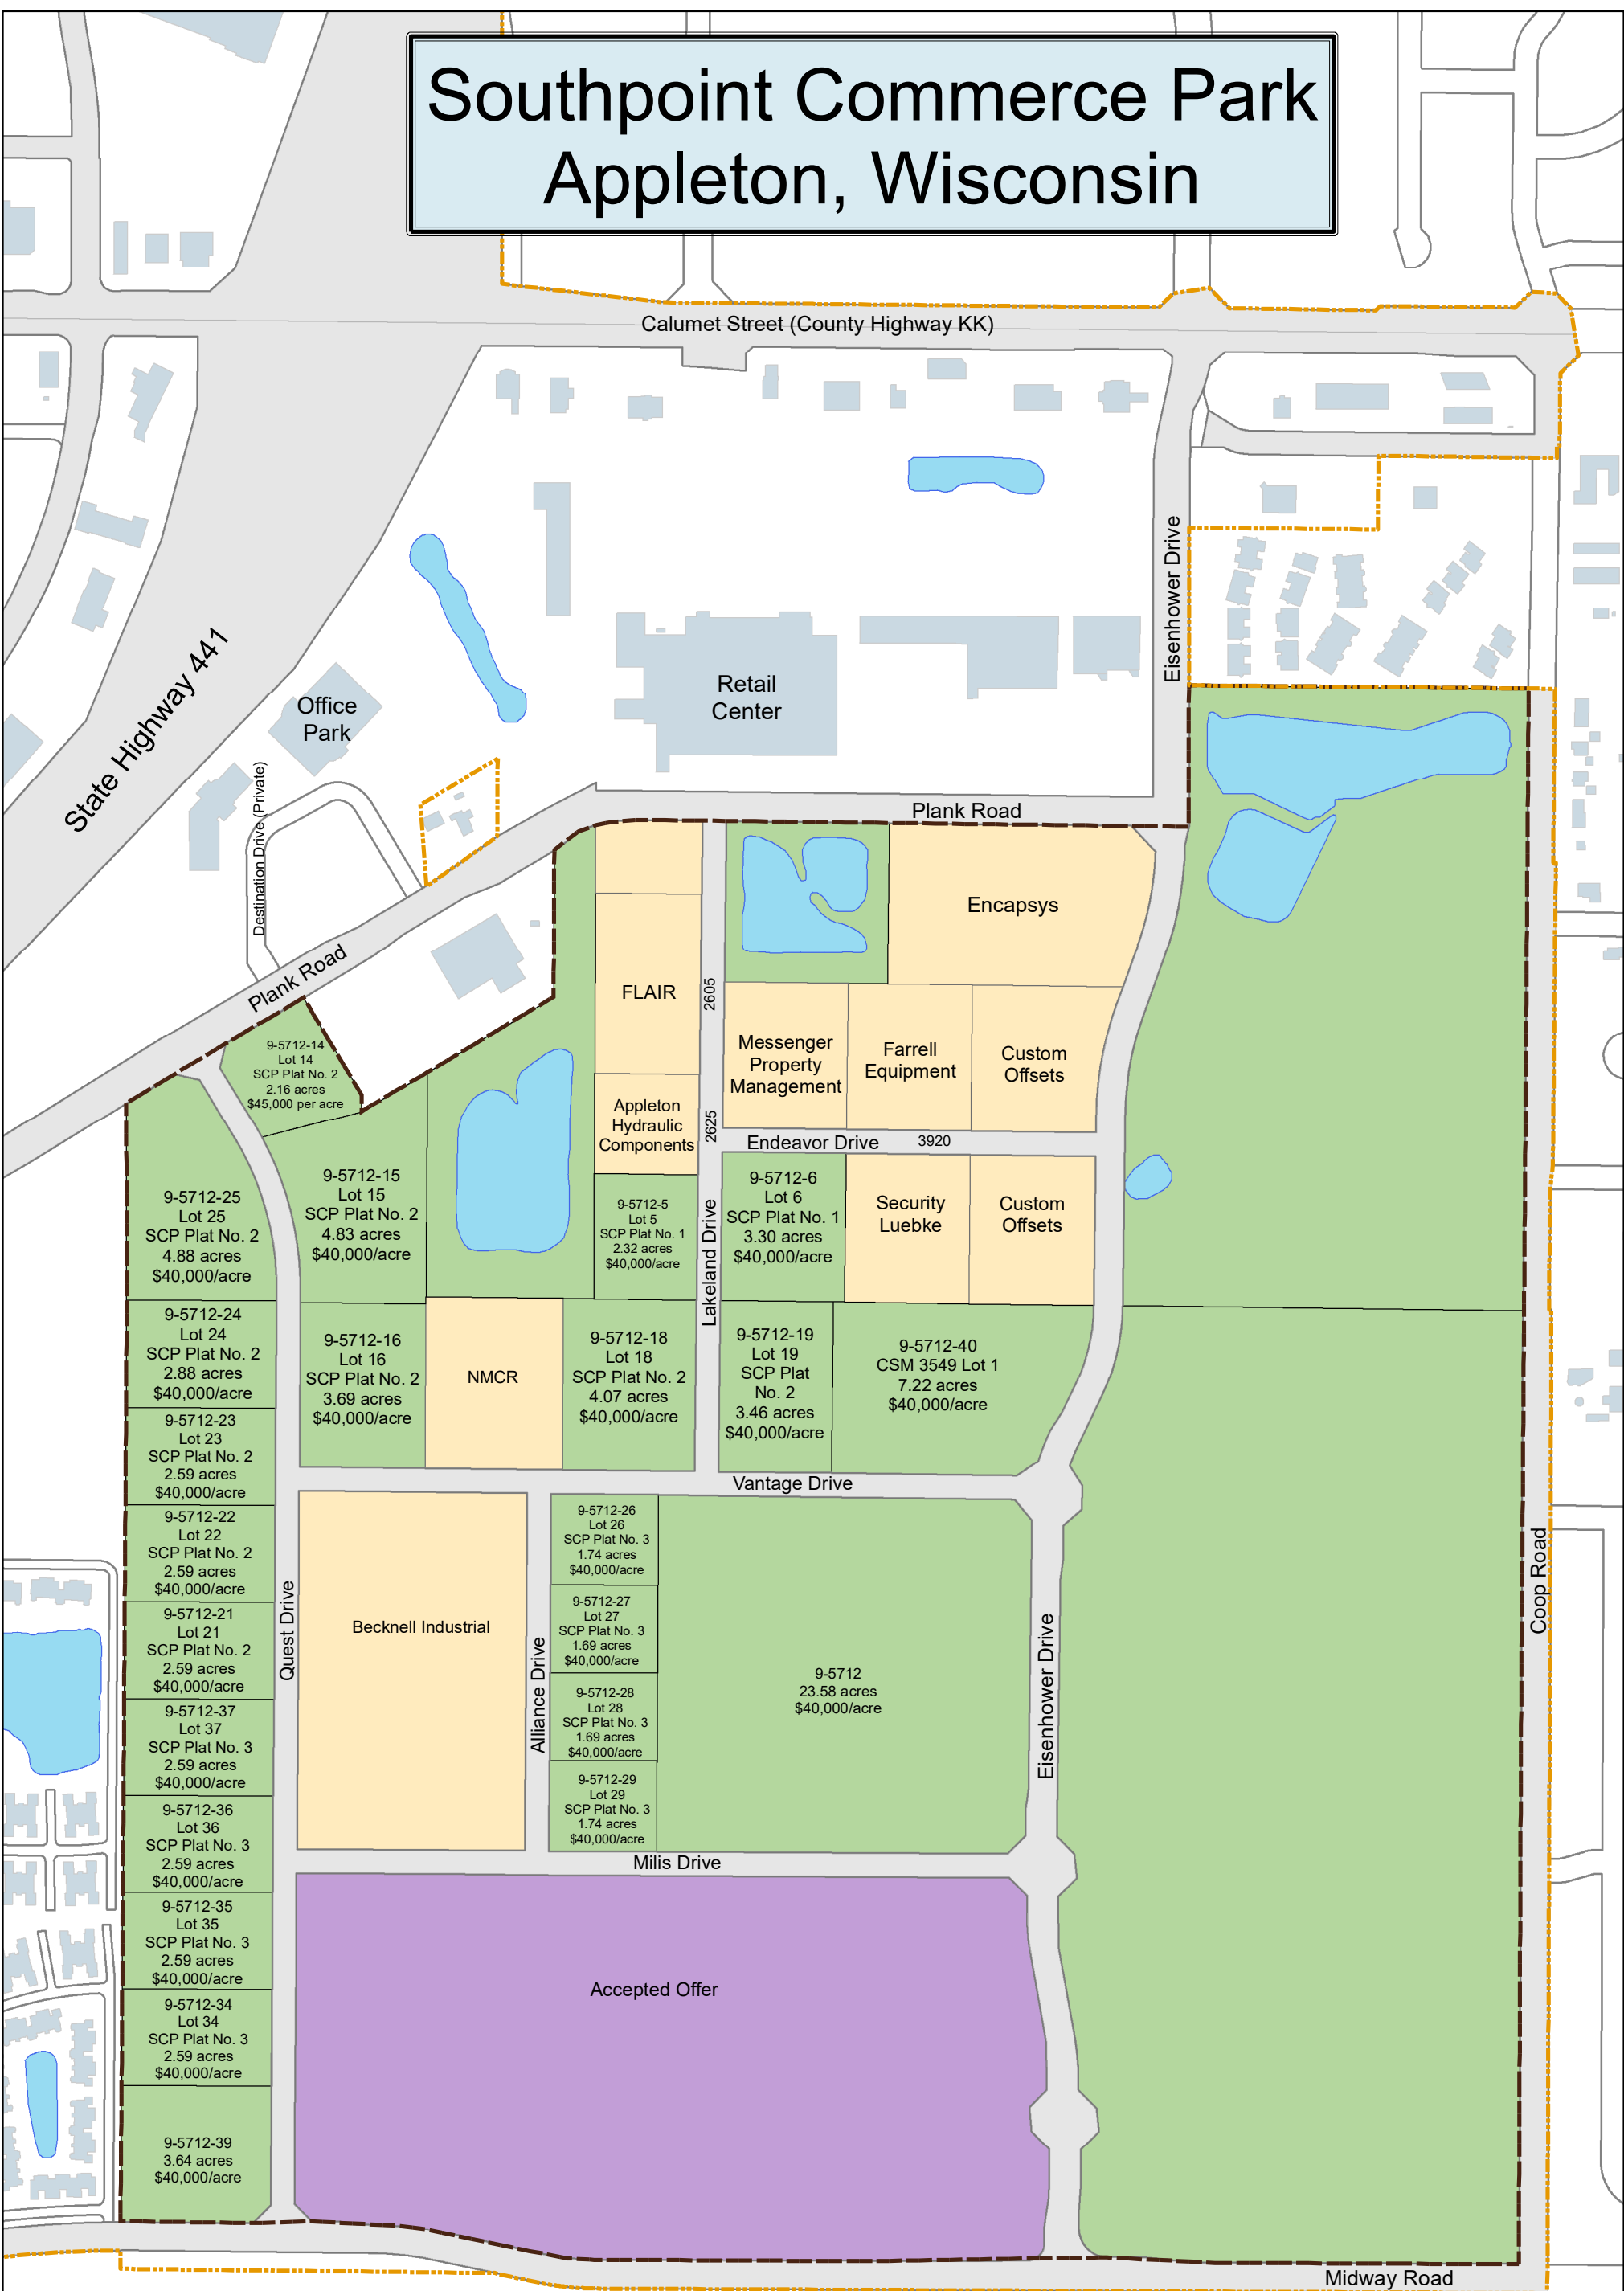 Southpoint Commerce Park
Appleton, Wisconsin
Calumet Street (County Highway KK)
Eisenhower Drive
State Highway 441
Office
Park
Retail
Center
Destination Drive (Private)
Plank Road
Plank Road
Encapsys
FLAIR
2605
Messenger
Property
Management
Farrell
Equipment
Custom
Offsets
9-5712-14
Lot 14
SCP Plat No. 2
2.16 acres
$45,000 per acre
Appleton
Hydraulic
Components
2625
Endeavor Drive
3920
9-5712-25
Lot 25
SCP Plat No. 2
4.88 acres
$40,000/acre
9-5712-15
Lot 15
SCP Plat No. 2
4.83 acres
$40,000/acre
9-5712-5
Lot 5
SCP Plat No. 1
2.32 acres
$40,000/acre
Lakeland Drive
9-5712-6
Lot 6
SCP Plat No. 1
3.30 acres
$40,000/acre
Security
Luebke
Custom
Offsets
9-5712-24
Lot 24
SCP Plat No. 2
2.88 acres
$40,000/acre
9-5712-16
Lot 16
SCP Plat No. 2
3.69 acres
$40,000/acre
NMCR
9-5712-18
Lot 18
SCP Plat No. 2
4.07 acres
$40,000/acre
9-5712-19
Lot 19
SCP Plat
No. 2
3.46 acres
$40,000/acre
9-5712-40
CSM 3549 Lot 1
7.22 acres
$40,000/acre
9-5712-23
Lot 23
SCP Plat No. 2
2.59 acres
$40,000/acre
Vantage Drive
9-5712-22
Lot 22
SCP Plat No. 2
2.59 acres
$40,000/acre
9-5712-26
Lot 26
SCP Plat No. 3
1.74 acres
$40,000/acre
Coop Road
Quest Drive
Becknell Industrial
Alliance Drive
9-5712-27
Lot 27
SCP Plat No. 3
1.69 acres
$40,000/acre
9-5712-21
Lot 21
SCP Plat No. 2
2.59 acres
$40,000/acre
9-5712
23.58 acres
$40,000/acre
Eisenhower Drive
9-5712-28
Lot 28
SCP Plat No. 3
1.69 acres
$40,000/acre
9-5712-37
Lot 37
SCP Plat No. 3
2.59 acres
$40,000/acre
9-5712-29
Lot 29
SCP Plat No. 3
1.74 acres
$40,000/acre
9-5712-36
Lot 36
SCP Plat No. 3
2.59 acres
$40,000/acre
Milis Drive
9-5712-35
Lot 35
SCP Plat No. 3
2.59 acres
$40,000/acre
Accepted Offer
9-5712-34
Lot 34
SCP Plat No. 3
2.59 acres
$40,000/acre
9-5712-39
3.64 acres
$40,000/acre
Midway Road